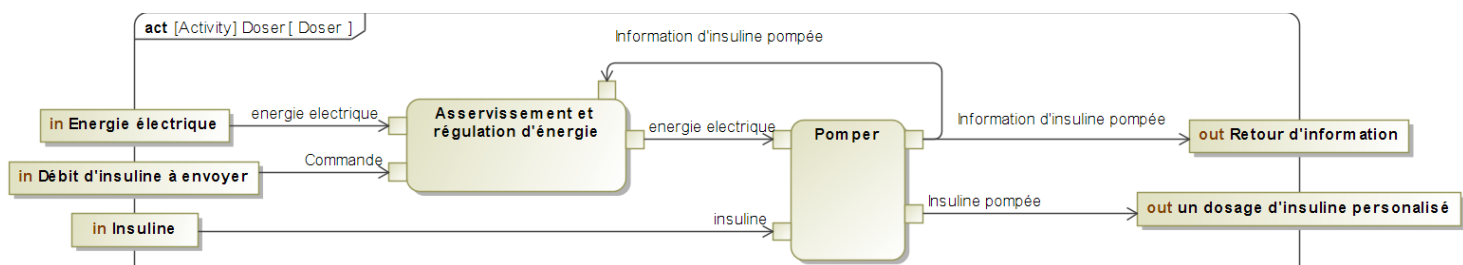 act [Activity] Doser [ Doser ]
Information d'insuline pompée
in Energie électrique
energie electrique
Asservissement et
régulation d'énergie
energie electrique
Pomper
Information d'insuline pompée
out Retour d'information
in Débit d'insuline à envoyer
Commande
in Insuline
insuline
Insuline pompée
out un dosage d'insuline personalisé